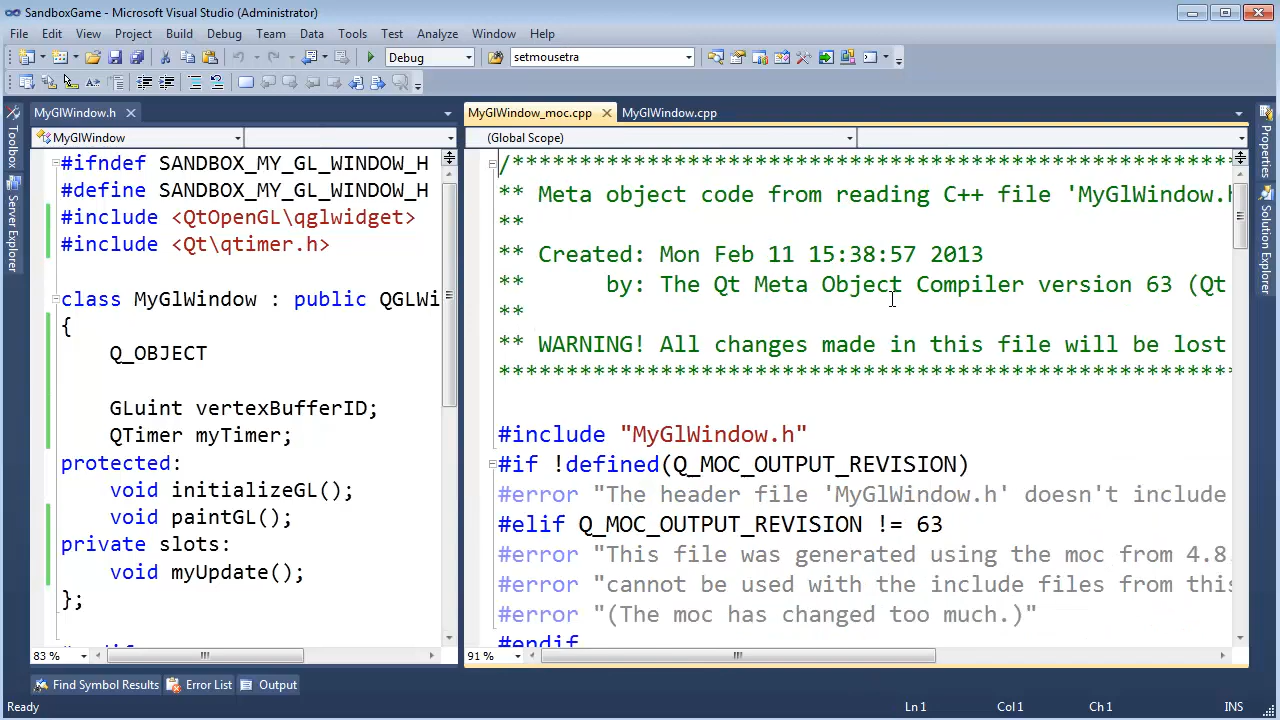 SandboxGame - Microsoft Visual Studio (Administrator)
File Edit View Project Build Debug Team Data Tools Test Analyze Window Help
Debug setmousetra
Toolbox
Server Explorer
MyGlWindow.h
MyGlWindow
#ifndef SANDBOX_MY_GL_WINDOW_H
#define SANDBOX_MY_GL_WINDOW_H
#include <QtOpenGL\qglwidget>
#include <Qt\qtimer.h>
class MyGlWindow : public QGLWi
{
Q_OBJECT
GLuint vertexBufferID;
QTimer myTimer;
protected:
void initializeGL();
void paintGL();
private slots:
void myUpdate();
};
83 %
MyGlWindow_moc.cpp MyGlWindow.cpp
(Global Scope)
/******************************************************
** Meta object code from reading C++ file 'MyGlWindow.h
**
** Created: Mon Feb 11 15:38:57 2013
** by: The Qt Meta Object Compiler version 63 (Qt
**
** WARNING! All changes made in this file will be lost
******************************************************
#include "MyGlWindow.h"
#if !defined(Q_MOC_OUTPUT_REVISION)
#error "The header file 'MyGlWindow.h' doesn't include
#elif Q_MOC_OUTPUT_REVISION != 63
#error "This file was generated using the moc from 4.8
#error "cannot be used with the include files from this
#error "(The moc has changed too much.)"
#endif
91 %
Properties
Solution Explorer
Find Symbol Results Error List Output
Ready Ln 1 Col 1 Ch 1 INS